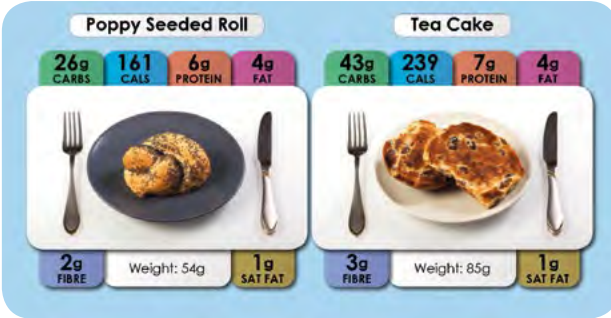 Poppy Seeded Roll
26g
CARBS
161
CALS
6g
PROTEIN
4g
FAT
2g
FIBRE
Weight: 54g
1g
SAT FAT
Tea Cake
43g
CARBS
239
CALS
7g
PROTEIN
4g
FAT
3g
FIBRE
Weight: 85g
1g
SAT FAT